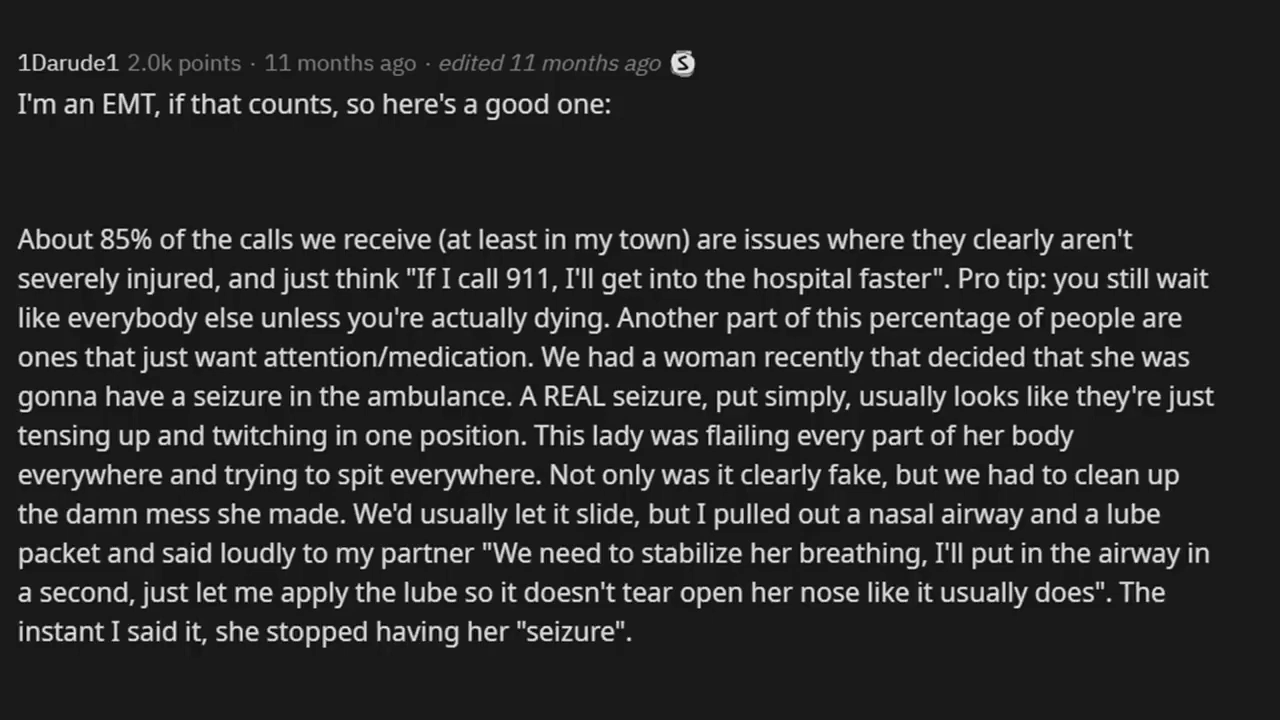 1Darude1 2.0k points · 11 months ago · edited 11 months ago S
I'm an EMT, if that counts, so here's a good one:
About 85% of the calls we receive (at least in my town) are issues where they clearly aren't
severely injured, and just think "If I call 911, I'll get into the hospital faster". Pro tip: you still wait
like everybody else unless you're actually dying. Another part of this percentage of people are
ones that just want attention/medication. We had a woman recently that decided that she was
gonna have a seizure in the ambulance. A REAL seizure, put simply, usually looks like they're just
tensing up and twitching in one position. This lady was flailing every part of her body
everywhere and trying to spit everywhere. Not only was it clearly fake, but we had to clean up
the damn mess she made. We'd usually let it slide, but I pulled out a nasal airway and a lube
packet and said loudly to my partner "We need to stabilize her breathing, I'll put in the airway in
a second, just let me apply the lube so it doesn't tear open her nose like it usually does". The
instant I said it, she stopped having her "seizure".